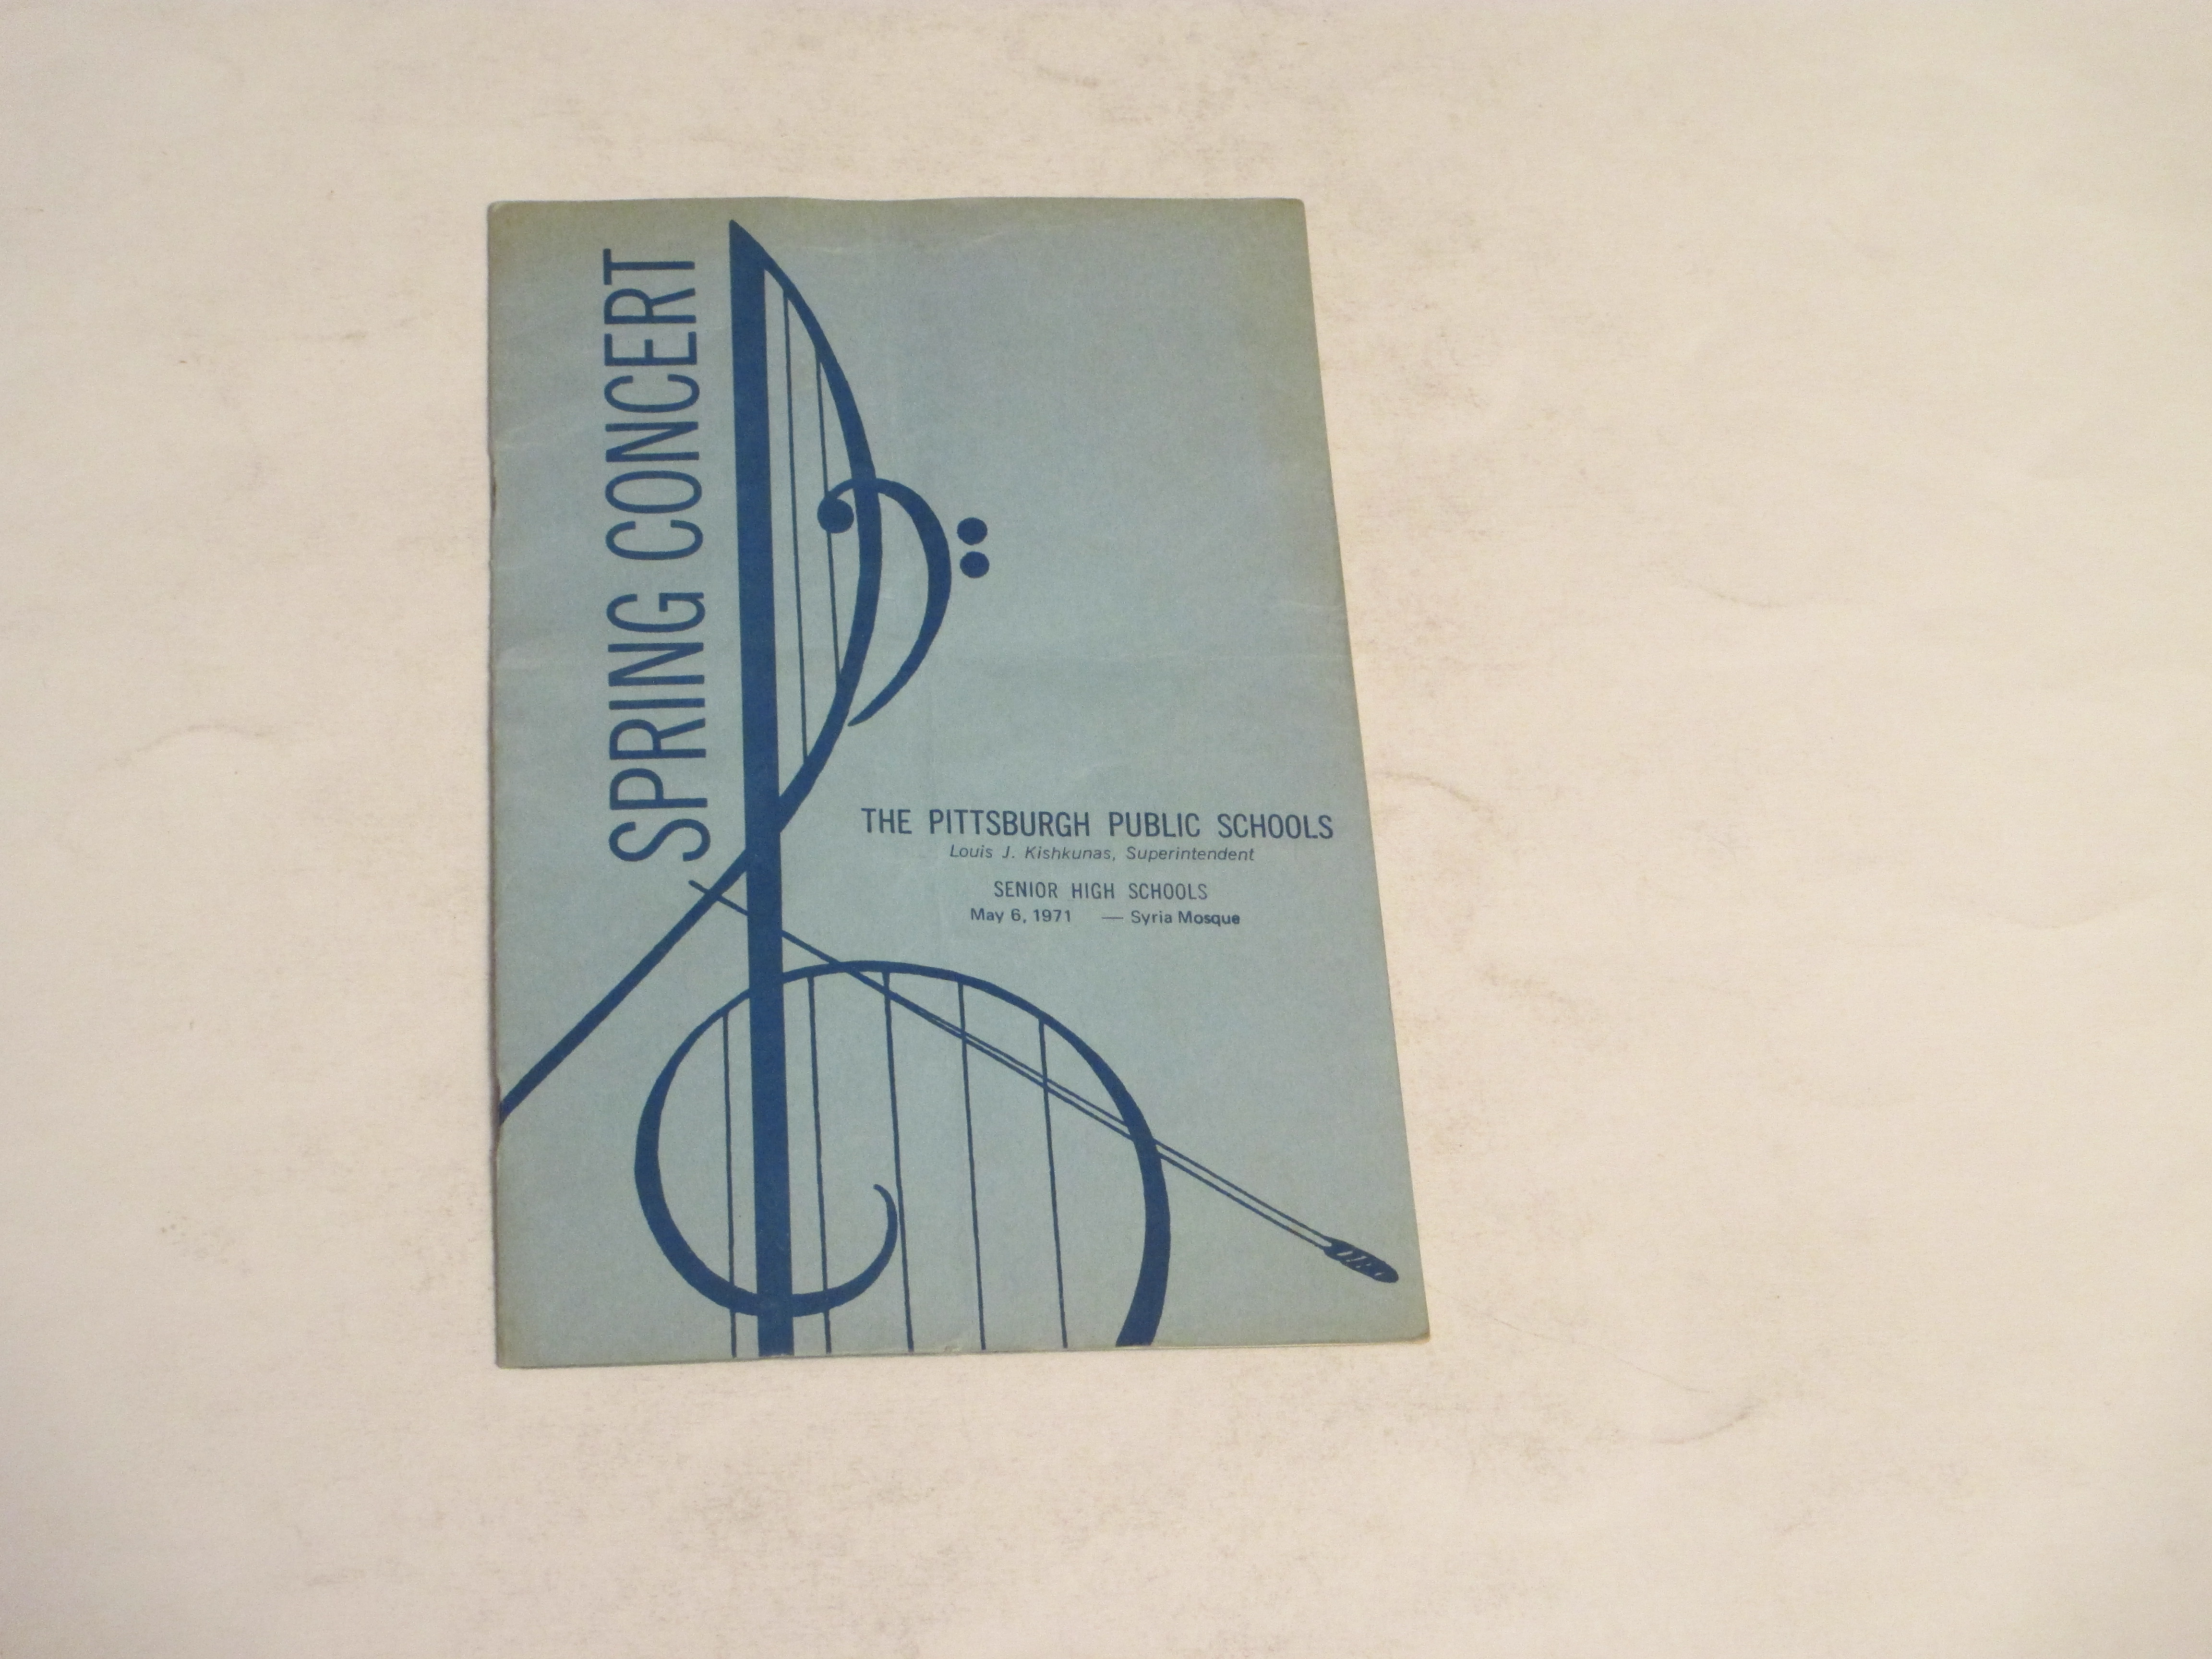 SPRING CONCERT
THE PITTSBURGH PUBLIC SCHOOLS
Louis J. Kishkunas, Superintendent
SENIOR HIGH SCHOOLS
May 6, 1971 — Syria Mosque